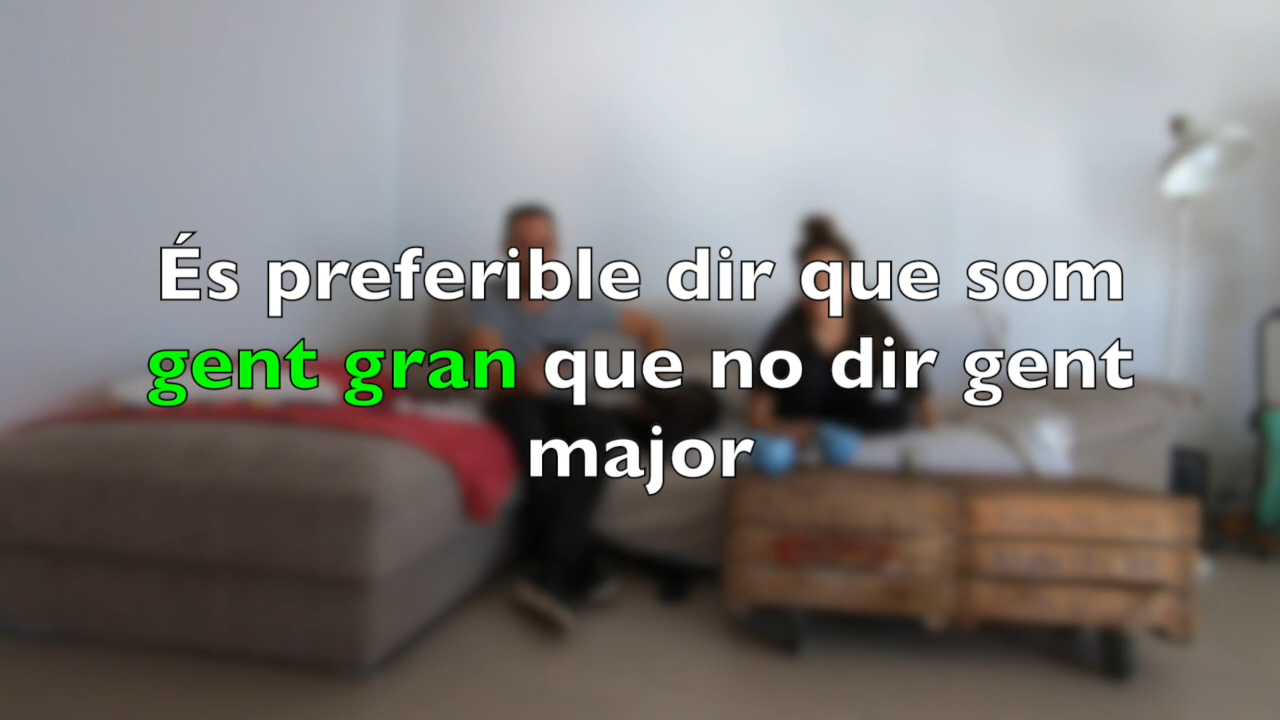 És preferible dir que som
gent gran que no dir gent
major